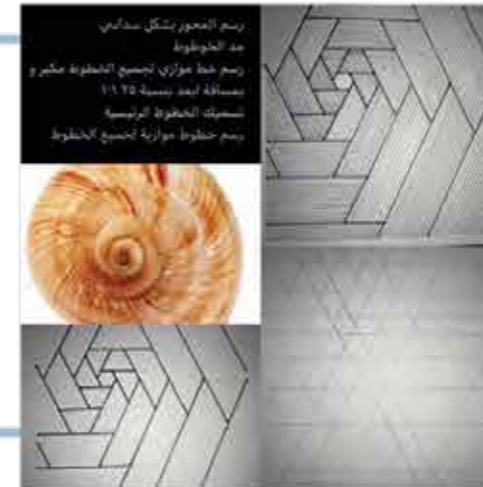 رسم المحور بشكل سداسي
مد الخطوط
رسم خط موازي لجميع الخطوط مكبر و
بمسافة ابعد بنسبة ١:١.٢٥
تسميك الخطوط الرئيسية
رسم خطوط موازية لجميع الخطوط